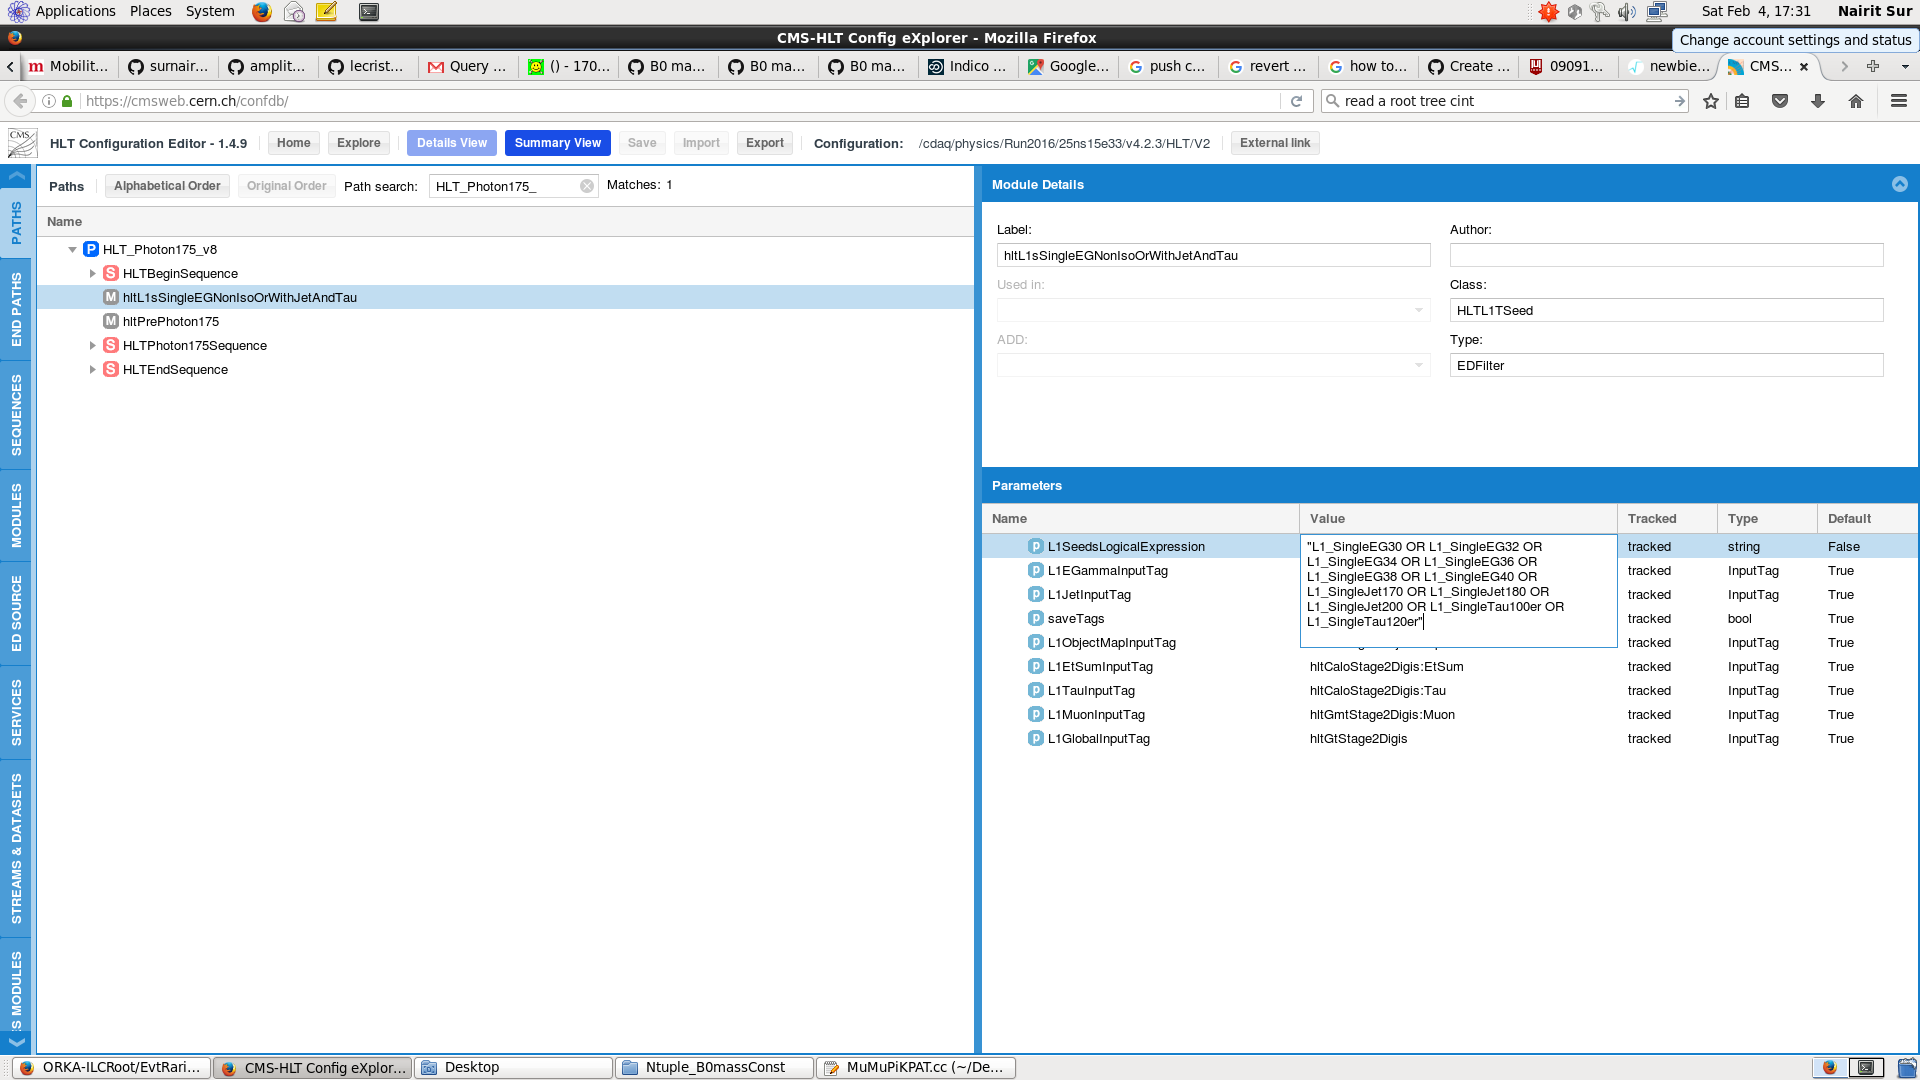 Applications Places System
Sat Feb 4, 17:31 Nairit Sur
CMS-HLT Config eXplorer - Mozilla Firefox
Change account settings and status
Mobilit... surnair... amplit... lecrist... Query ... () - 170... B0 ma... B0 ma... B0 ma... Indico ... Google... push c... revert ... how to... Create ... 09091... newbie... CMS...
https://cmsweb.cern.ch/confdb/
read a root tree cint
CMS
HLT Configuration Editor - 1.4.9 Home Explore Details View Summary View Save Import Export Configuration: /cdaq/physics/Run2016/25ns15e33/v4.2.3/HLT/V2 External link
PATHS
END PATHS
SEQUENCES
MODULES
ED SOURCE
SERVICES
STREAMS & DATASETS
S MODULES
Paths Alphabetical Order Original Order Path search: HLT_Photon175_ Matches: 1
Name
P HLT_Photon175_v8
S HLTBeginSequence
M hltL1sSingleEGNonIsoOrWithJetAndTau
M hltPrePhoton175
S HLTPhoton175Sequence
S HLTEndSequence
Module Details
Label: Author:
hltL1sSingleEGNonIsoOrWithJetAndTau
Used in: Class:
HLTL1TSeed
ADD: Type:
EDFilter
Parameters
Name Value Tracked Type Default
p L1SeedsLogicalExpression tracked string False
"L1_SingleEG30 OR L1_SingleEG32 OR
L1_SingleEG34 OR L1_SingleEG36 OR
L1_SingleEG38 OR L1_SingleEG40 OR
L1_SingleJet170 OR L1_SingleJet180 OR
L1_SingleJet200 OR L1_SingleTau100er OR
L1_SingleTau120er"
p L1EGammaInputTag tracked InputTag True
p L1JetInputTag tracked InputTag True
p saveTags tracked bool True
p L1ObjectMapInputTag tracked InputTag True
p L1EtSumInputTag hltCaloStage2Digis:EtSum tracked InputTag True
p L1TauInputTag hltCaloStage2Digis:Tau tracked InputTag True
p L1MuonInputTag hltGmtStage2Digis:Muon tracked InputTag True
p L1GlobalInputTag hltGtStage2Digis tracked InputTag True
ORKA-ILCRoot/EvtRari... CMS-HLT Config eXplor... Desktop Ntuple_B0massConst MuMuPiKPAT.cc (~/De...